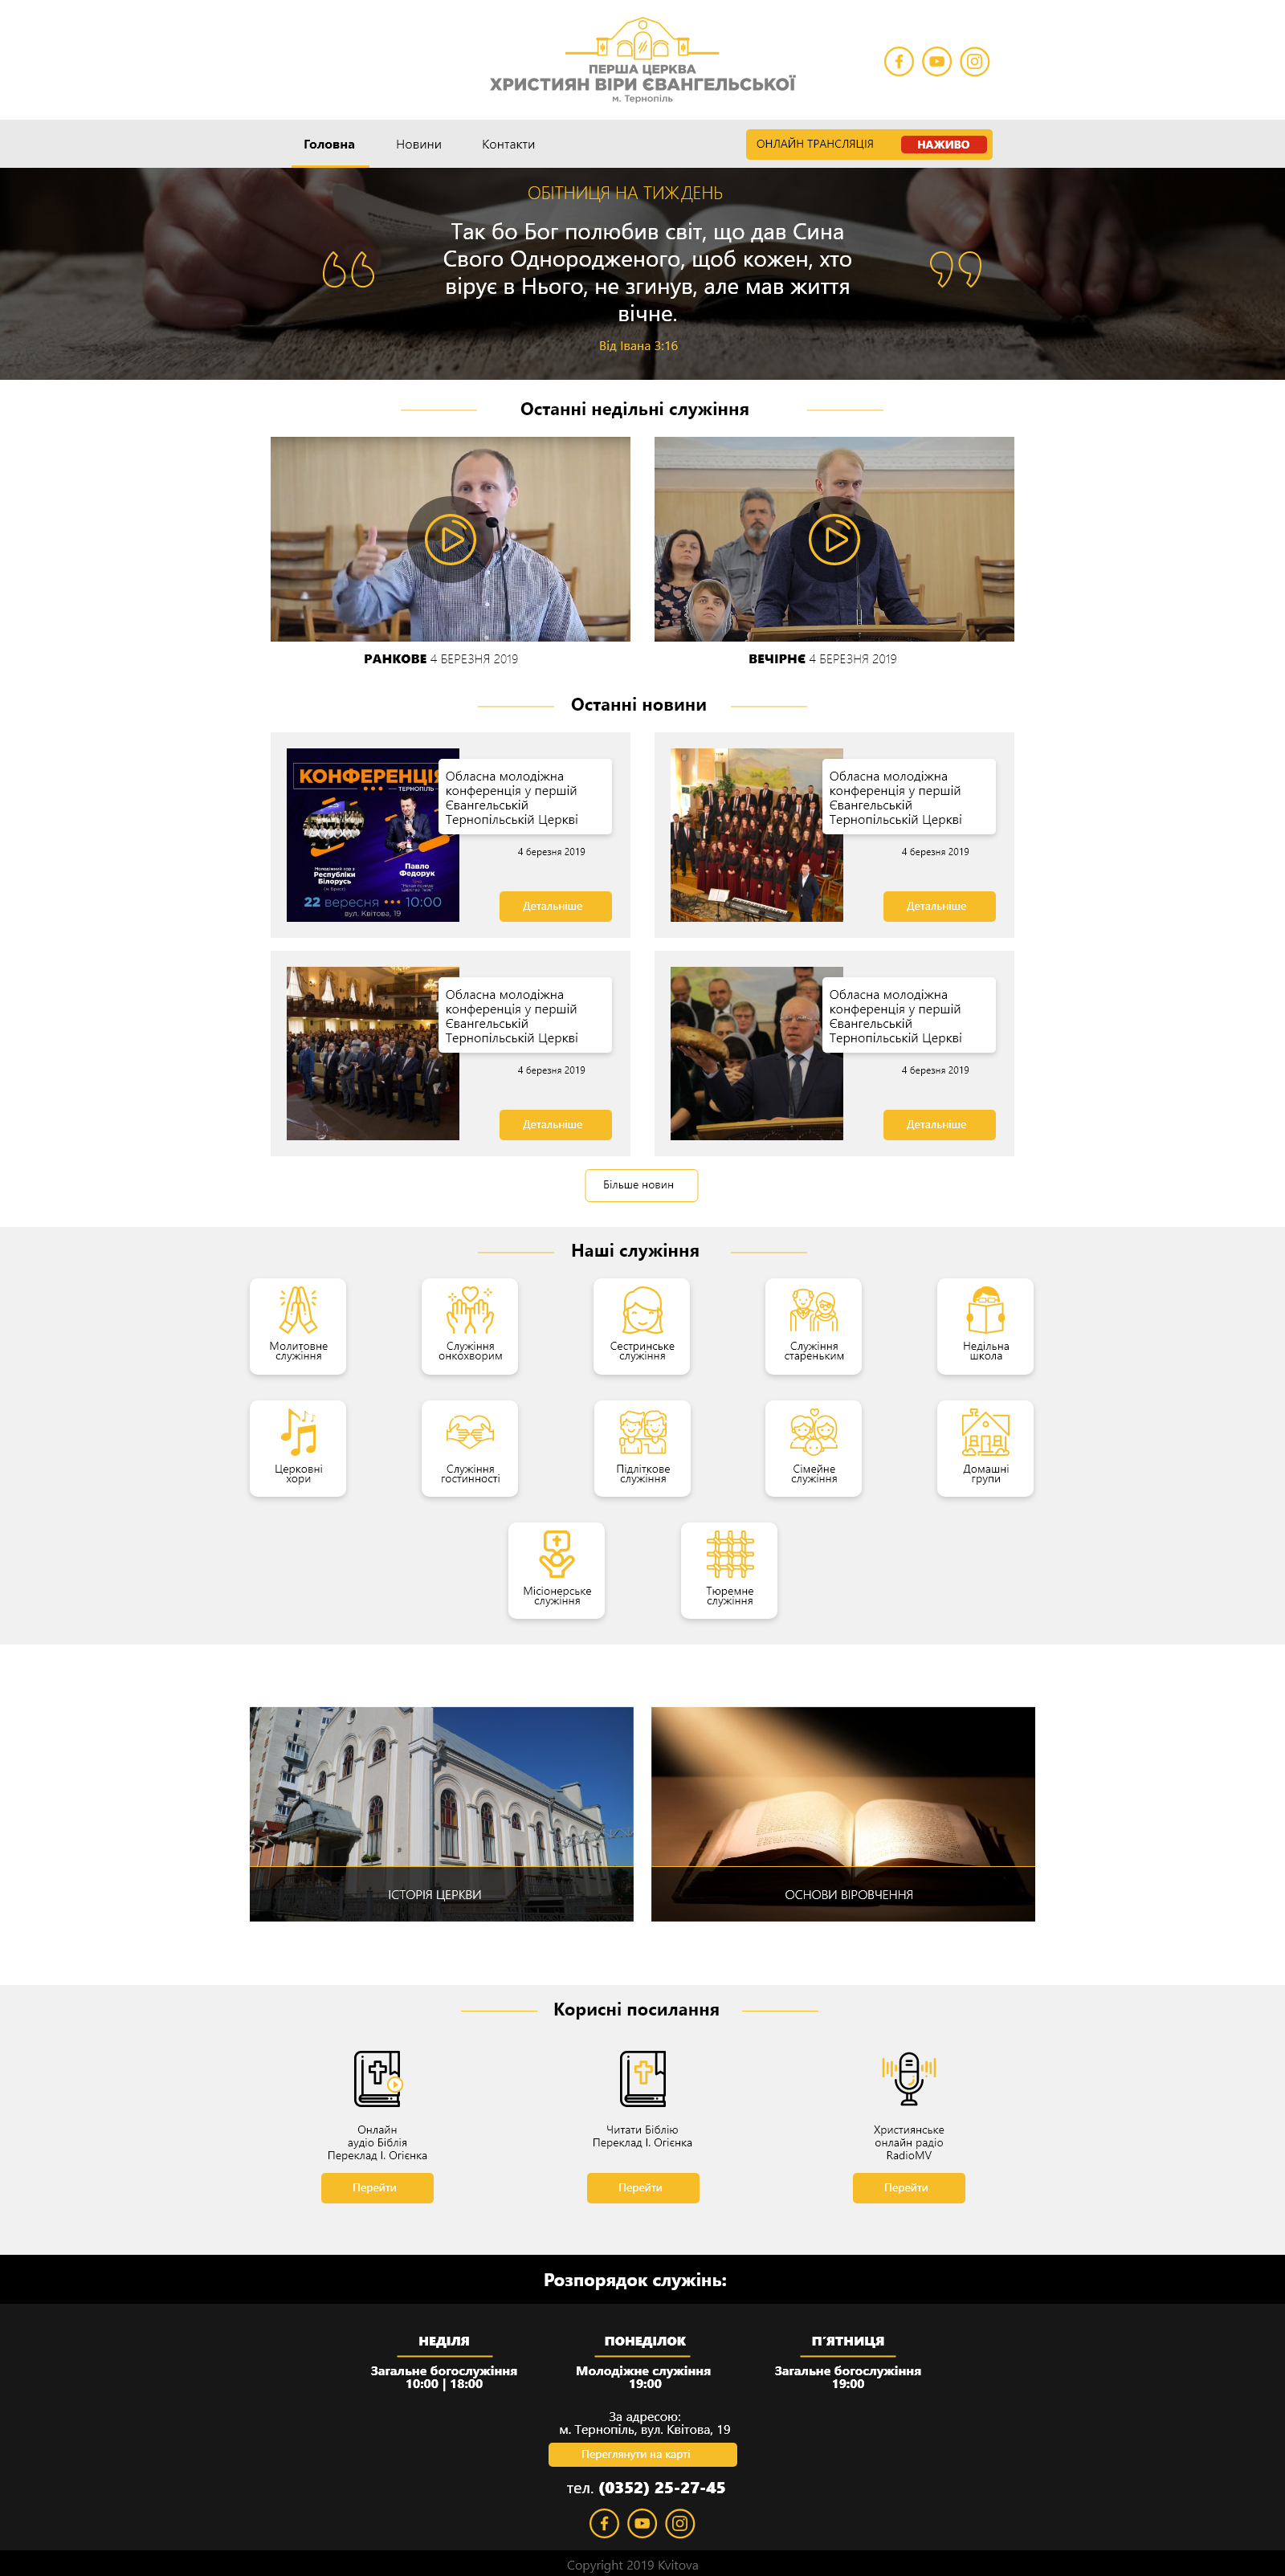 ПЕРША ЦЕРКВА
ХРИСТИЯН ВІРИ ЄВАНГЕЛЬСЬКОЇ
м. Тернопіль
Головна
Новини
Контакти
ОНЛАЙН ТРАНСЛЯЦІЯ
НАЖИВО
ОБІТНИЦЯ НА ТИЖДЕНЬ
Так бо Бог полюбив світ, що дав Сина
Свого Однородженого, щоб кожен, хто
вірує в Нього, не згинув, але мав життя
вічне.
Від Івана 3:16
Останні недільні служіння
РАНКОВЕ 4 БЕРЕЗНЯ 2019
ВЕЧІРНЄ 4 БЕРЕЗНЯ 2019
Останні новини
КОНФЕРЕНЦІЯ
ТЕРНОПІЛЬ
Молодіжний хор з
Республіки
Білорусь
(м. Брест)
Павло
Федорук
22 вересня ••• 10:00
вул. Квітова, 19
Обласна молодіжна
конференція у першій
Євангельській
Тернопільській Церкві
4 березня 2019
Детальніше
Обласна молодіжна
конференція у першій
Євангельській
Тернопільській Церкві
4 березня 2019
Детальніше
Обласна молодіжна
конференція у першій
Євангельській
Тернопільській Церкві
4 березня 2019
Детальніше
Обласна молодіжна
конференція у першій
Євангельській
Тернопільській Церкві
4 березня 2019
Детальніше
Більше новин
Наші служіння
Молитовне
служіння
Служіння
онкохворим
Сестринське
служіння
Служіння
стареньким
Недільна
школа
Церковні
хори
Служіння
гостинності
Підліткове
служіння
Сімейне
служіння
Домашні
групи
Місіонерське
служіння
Тюремне
служіння
ІСТОРІЯ ЦЕРКВИ
ОСНОВИ ВІРОВЧЕННЯ
Корисні посилання
Онлайн
аудіо Біблія
Переклад І. Огієнка
Перейти
Читати Біблію
Переклад І. Огієнка
Перейти
Християнське
онлайн радіо
RadioMV
Перейти
Розпорядок служінь:
НЕДІЛЯ
Загальне богослужіння
10:00 | 18:00
ПОНЕДІЛОК
Молодіжне служіння
19:00
П'ЯТНИЦЯ
Загальне богослужіння
19:00
За адресою:
м. Тернопіль, вул. Квітова, 19
Переглянути на карті
тел. (0352) 25-27-45
Copyright 2019 Kvitova